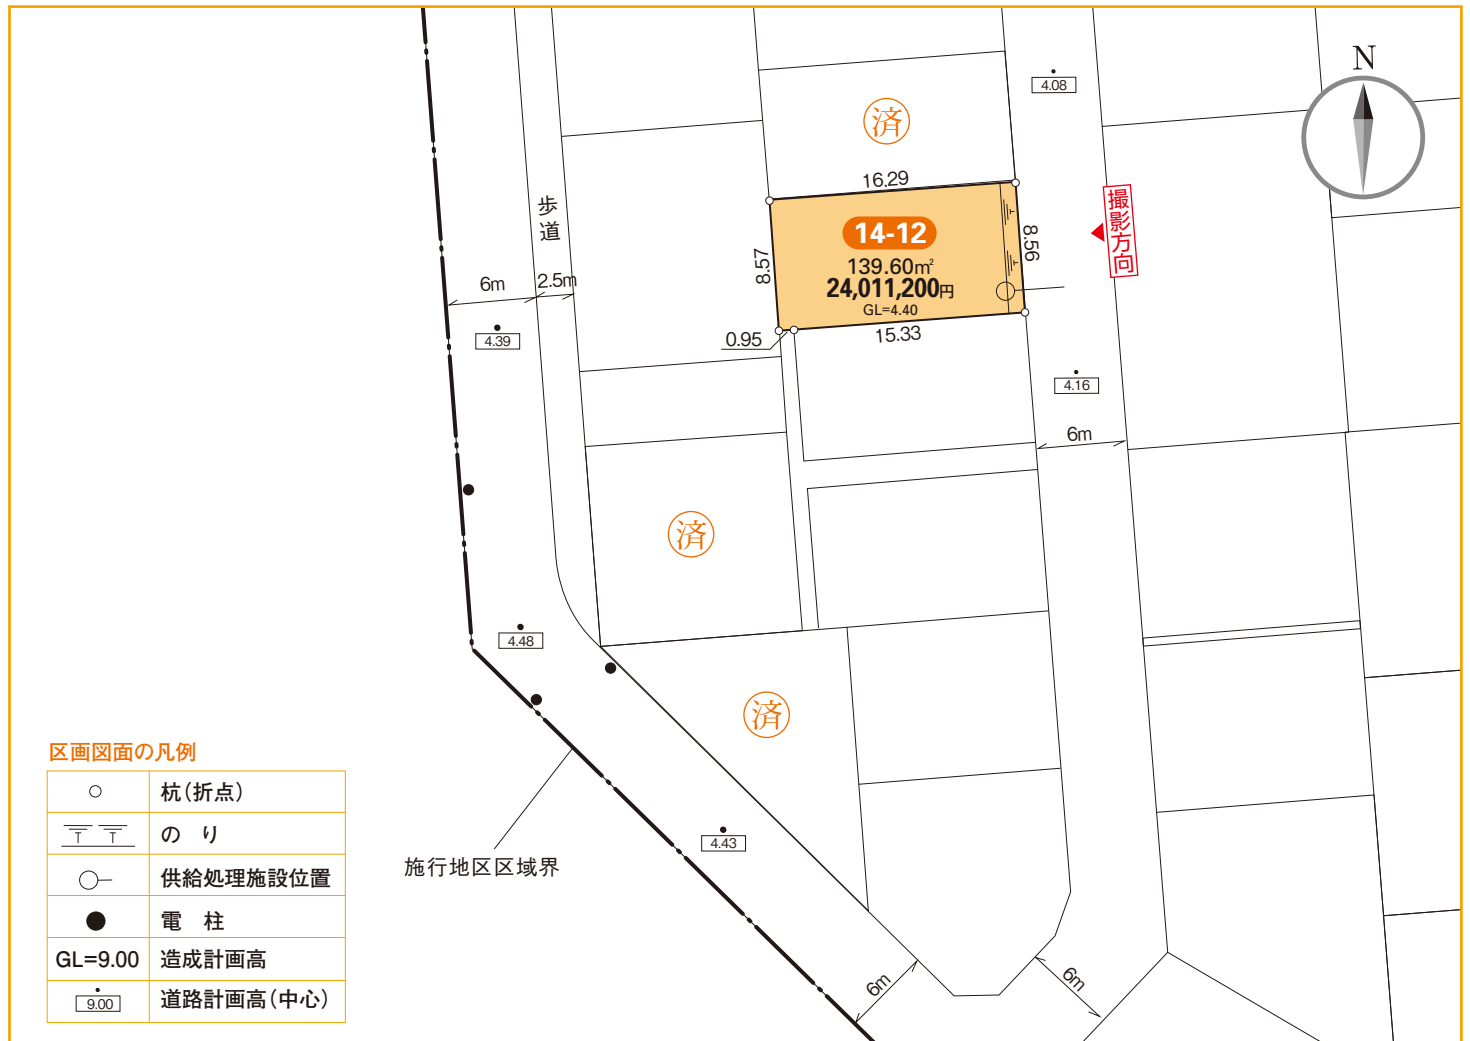 N
4.08
済
撮影方向
16.29
歩道
14-12
8.57
8.56
139.60㎡
24,011,200円
GL=4.40
6m
2.5m
4.39
0.95
15.33
4.16
6m
済
4.48
済
区画図面の凡例
杭(折点)
T T
の り
4.43
施行地区区域界
供給処理施設位置
電 柱
GL=9.00 造成計画高
9.00 道路計画高(中心)
6m
6m